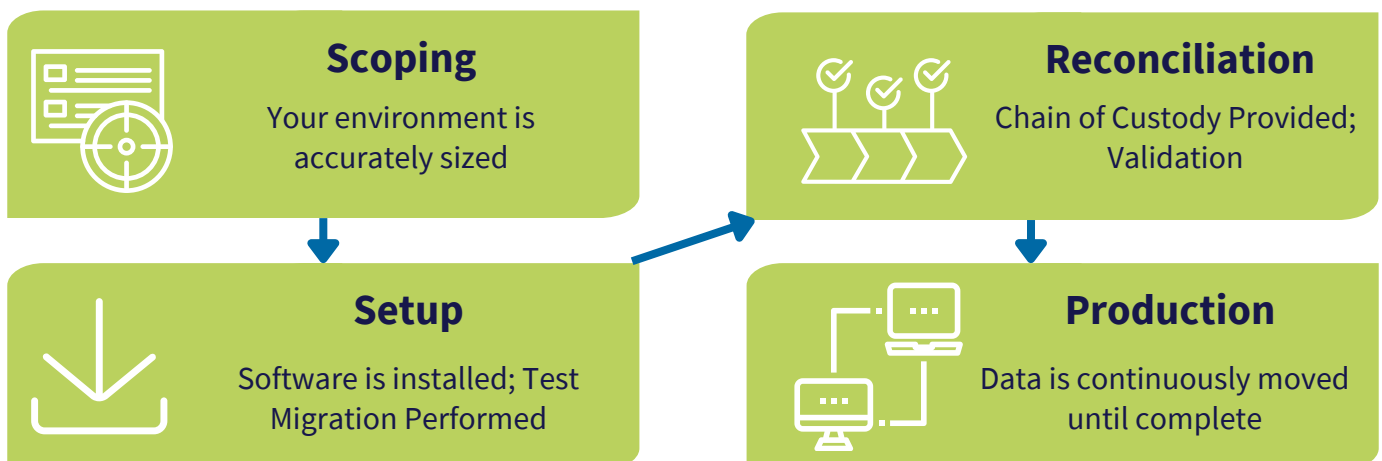 Scoping
Your environment is
accurately sized
Setup
Software is installed; Test
Migration Performed
Reconciliation
Chain of Custody Provided;
Validation
Production
Data is continuously moved
until complete